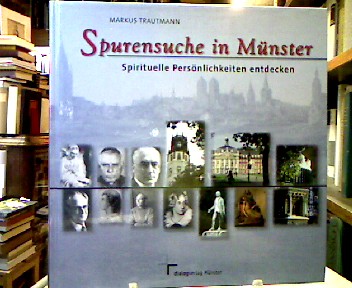 MARKUS TRAUTMANN
Spurensuche in Münster
Spirituelle Persönlichkeiten entdecken
dialogverlag Münster